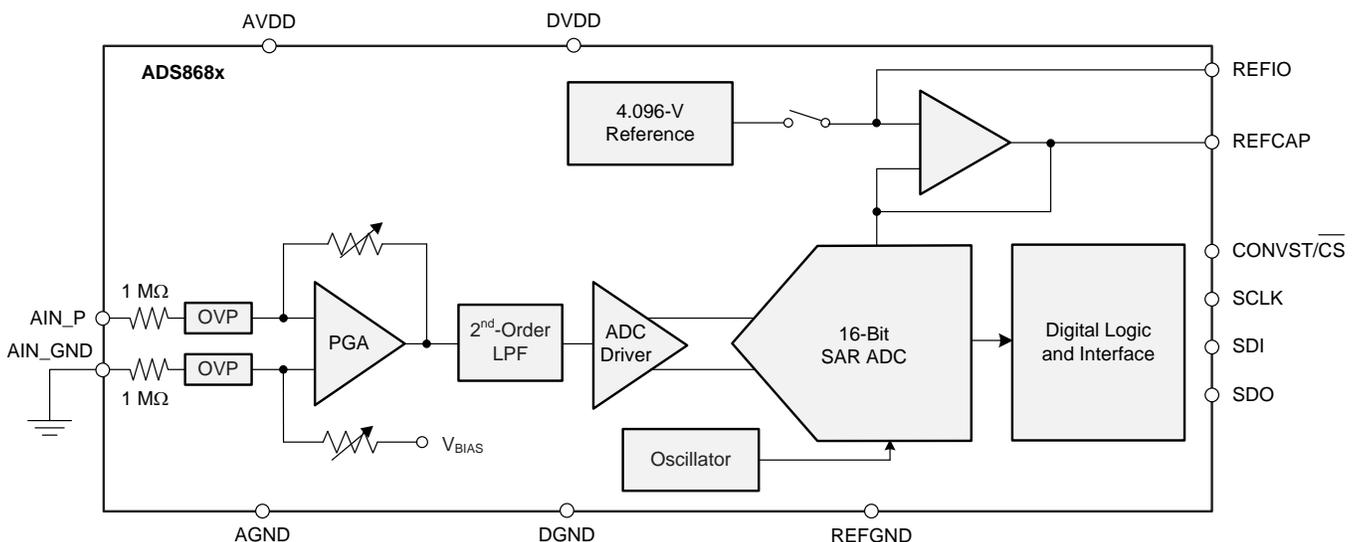 AVDD
DVDD
ADS868x
REFIO
4.096-V
Reference
REFCAP
CONVST/C̅S̅
1 MΩ
AIN_P
OVP
PGA
2nd-Order
LPF
ADC
Driver
16-Bit
SAR ADC
Digital Logic
and Interface
SCLK
SDI
SDO
AIN_GND
OVP
1 MΩ
VBIAS
Oscillator
AGND
DGND
REFGND